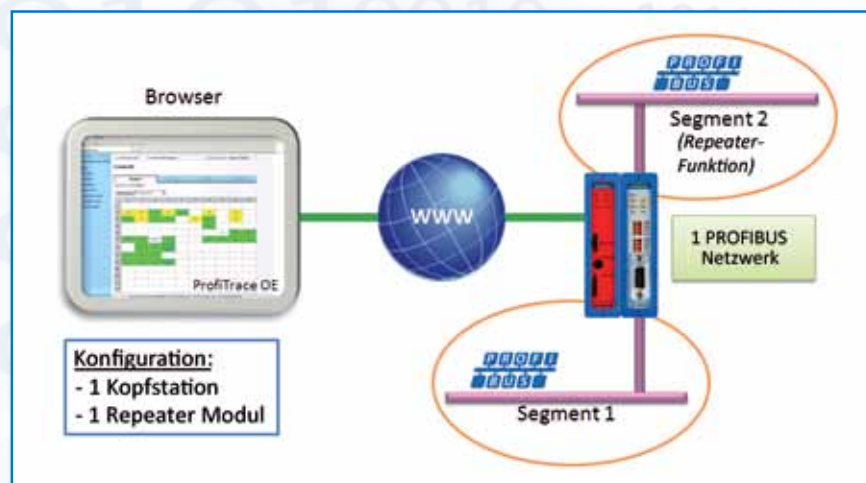 Browser
ProfiTrace OE
Konfiguration:
- 1 Kopfstation
- 1 Repeater Modul
www
PROFI
BUS
Segment 2
(Repeater-
Funktion)
1 PROFIBUS
Netzwerk
PROFI
BUS
Segment 1